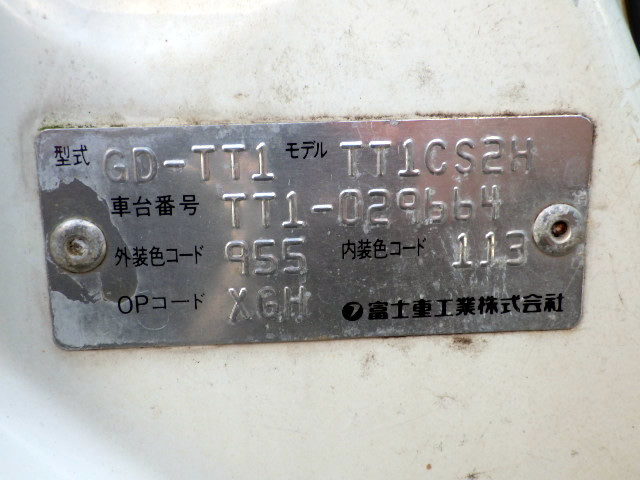 型式 GD-TT1 モデル TT1CS2H
車台番号 TT1-029664
外装色コード 955 内装色コード 113
OPコード XGH フ富士重工業株式会社